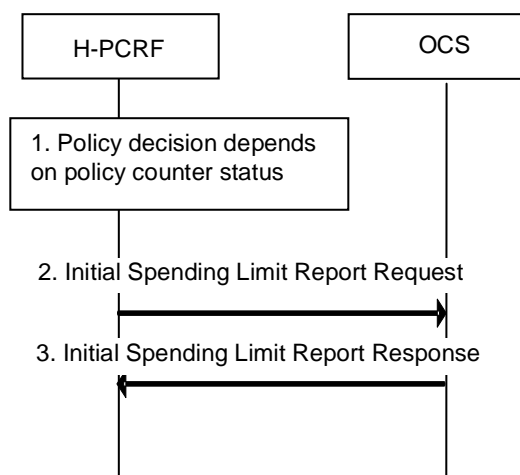 H-PCRF
OCS
1. Policy decision depends
on policy counter status
2. Initial Spending Limit Report Request
3. Initial Spending Limit Report Response